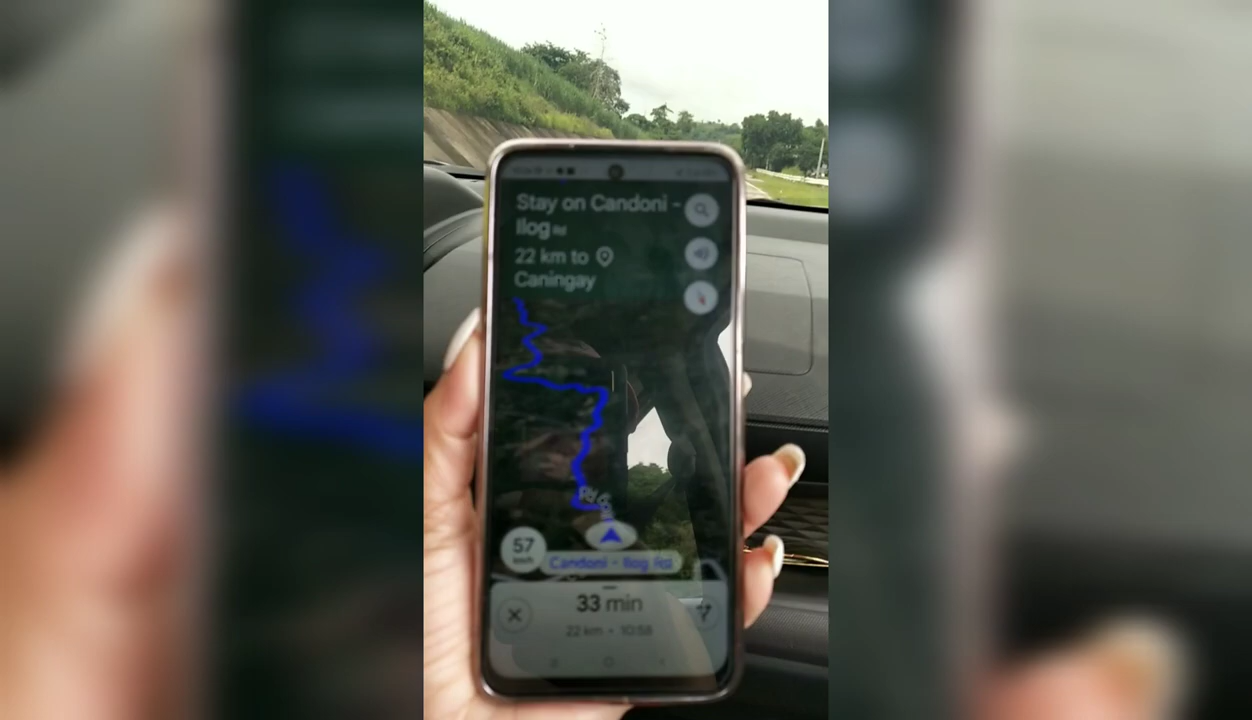 Stay on Candoni -
Ilog Rd
22 km to
Caningay
57
km/h
Candoni - Ilog Rd
33 min
22 km • 10:58